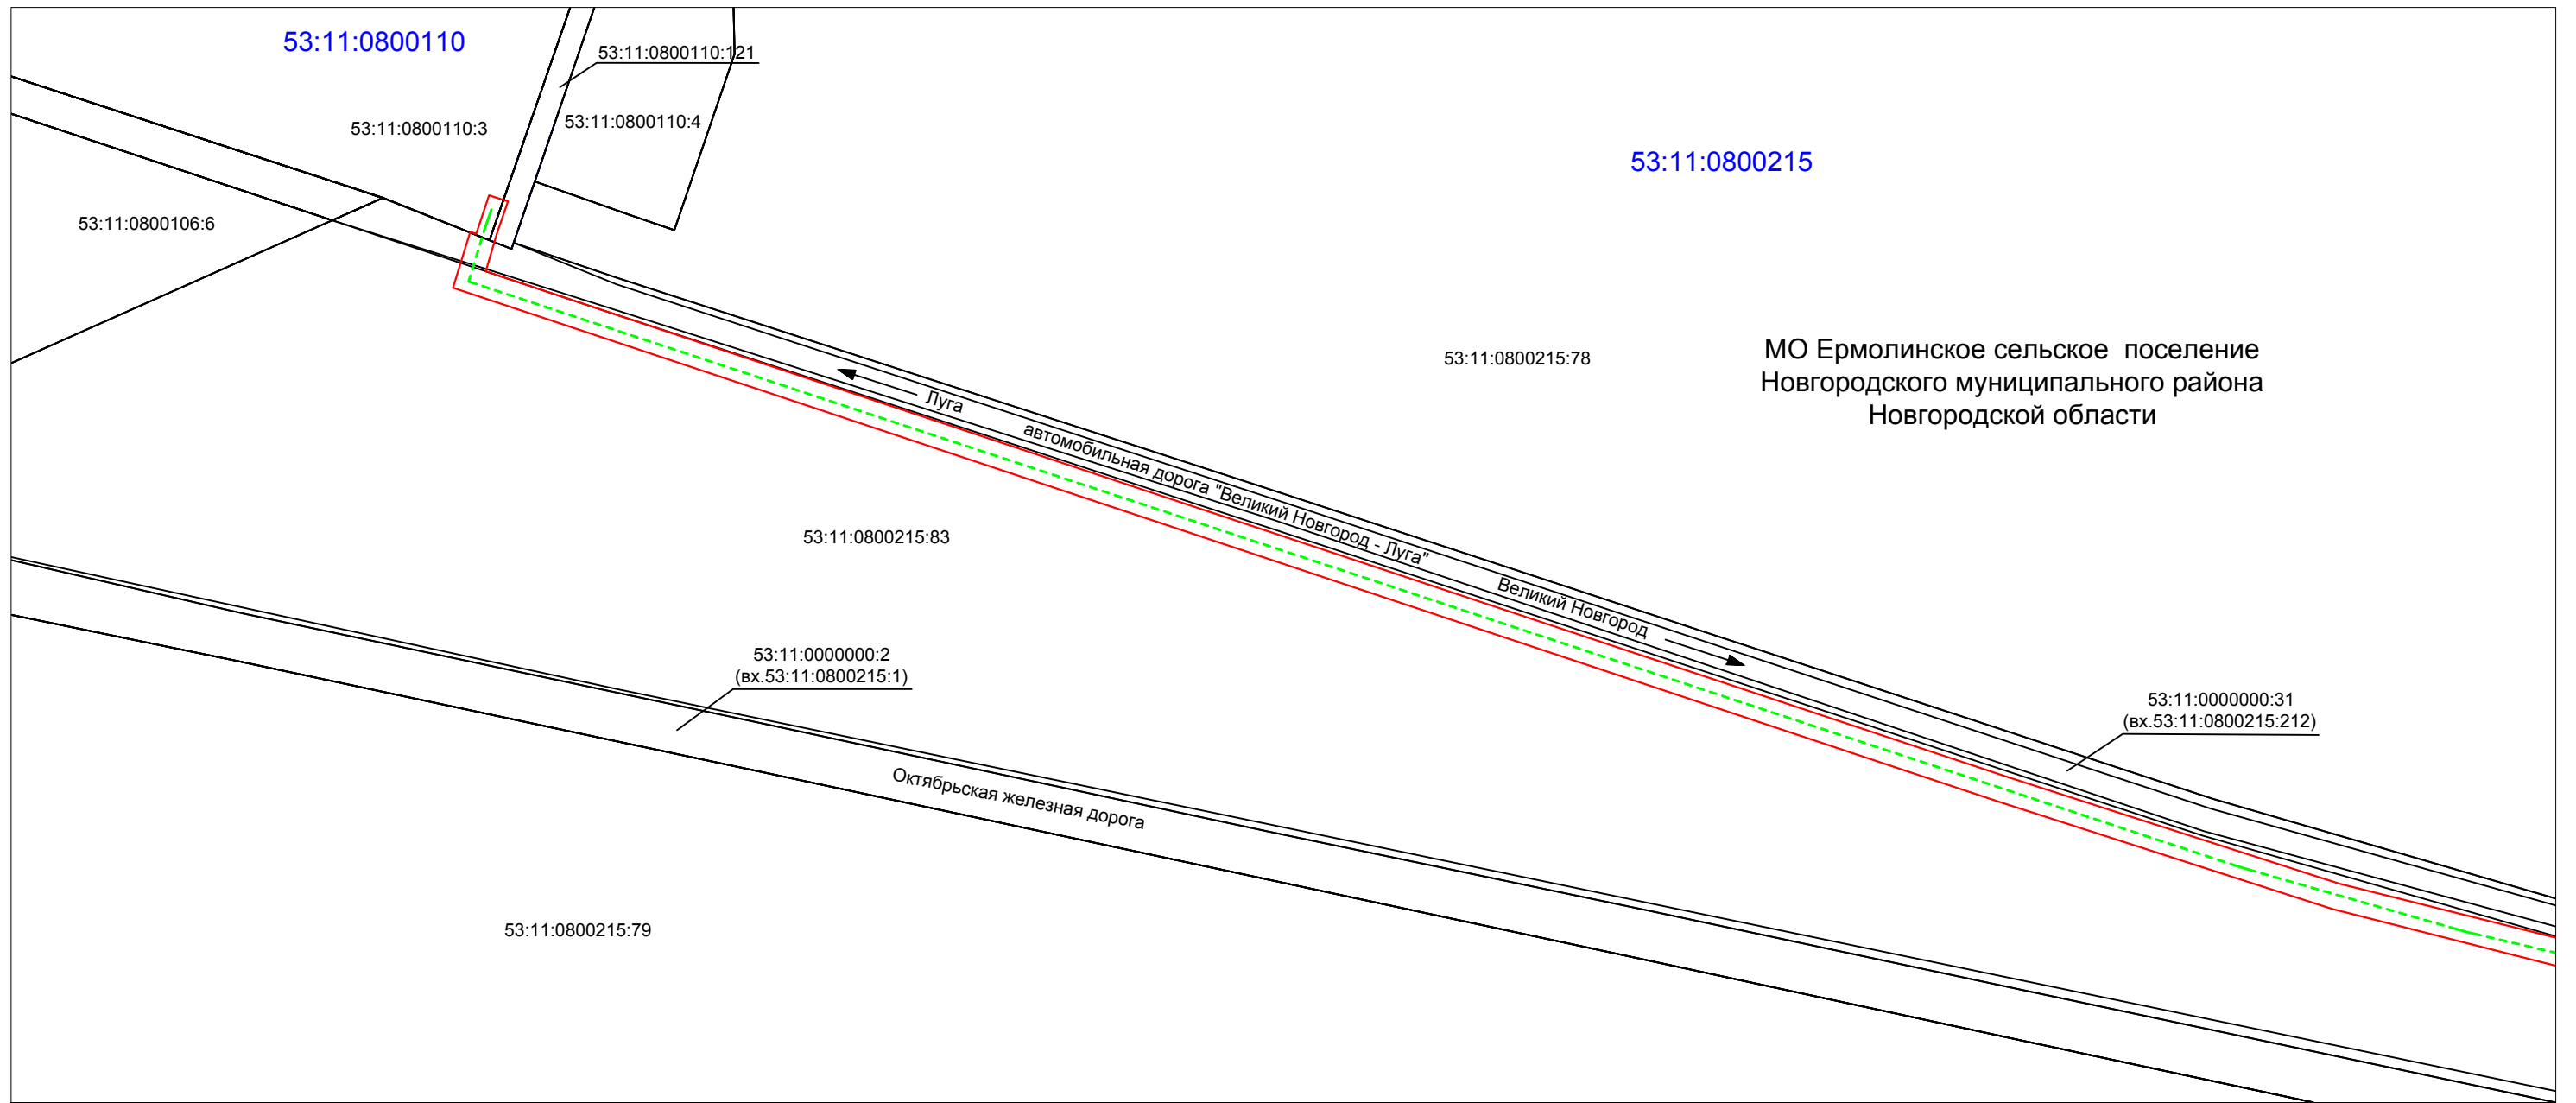 53:11:0800110
53:11:0800110:121
53:11:0800110:3
53:11:0800110:4
53:11:0800215
53:11:0800106:6
МО Ермолинское сельское поселение
Новгородского муниципального района
Новгородской области
53:11:0800215:78
Луга
автомобильная дорога "Великий Новгород - Луга"
Великий Новгород
53:11:0800215:83
53:11:0000000:2
(вх.53:11:0800215:1)
53:11:0000000:31
(вх.53:11:0800215:212)
Октябрьская железная дорога
53:11:0800215:79